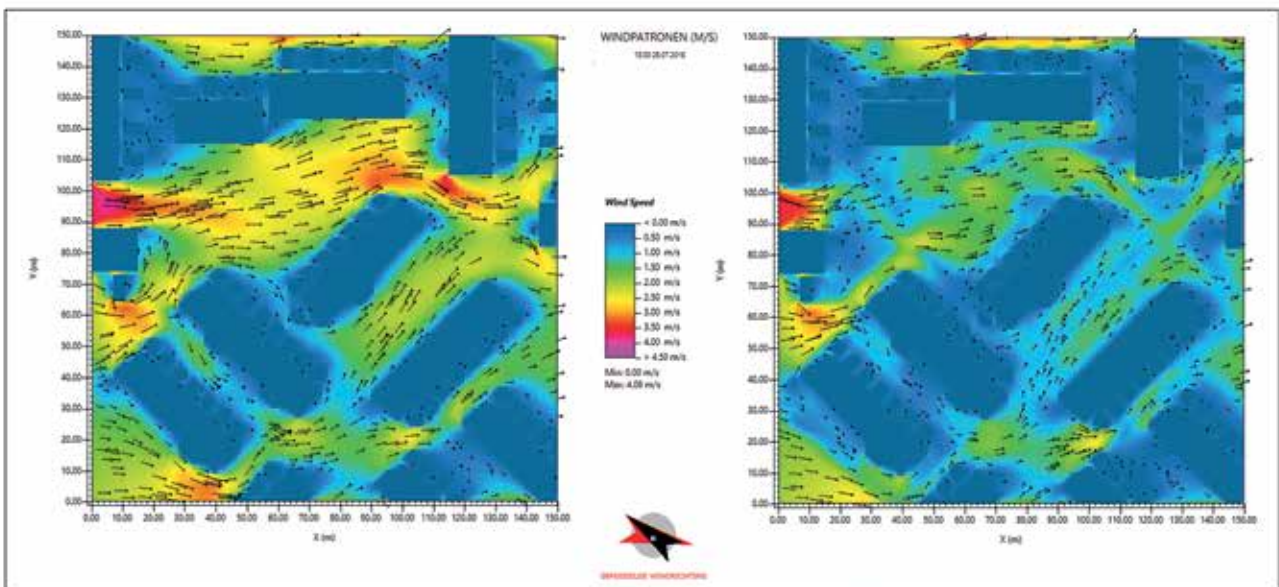 WINDPATRONEN (M/S)
Wind Speed
< 0.00 m/s
0.50 m/s
1.00 m/s
1.50 m/s
2.00 m/s
2.50 m/s
3.00 m/s
3.50 m/s
4.00 m/s
> 4.50 m/s
Min: 0.00 m/s
Max: 4.09 m/s
150.00
140.00
130.00
120.00
110.00
100.00
90.00
80.00
70.00
60.00
50.00
40.00
30.00
20.00
10.00
0.00
Y (m)
0.00 10.00 20.00 30.00 40.00 50.00 60.00 70.00 80.00 90.00 100.00 110.00 120.00 130.00 140.00 150.00
X (m)
150.00
140.00
130.00
120.00
110.00
100.00
90.00
80.00
70.00
60.00
50.00
40.00
30.00
20.00
10.00
0.00
Y (m)
0.00 10.00 20.00 30.00 40.00 50.00 60.00 70.00 80.00 90.00 100.00 110.00 120.00 130.00 140.00 150.00
X (m)